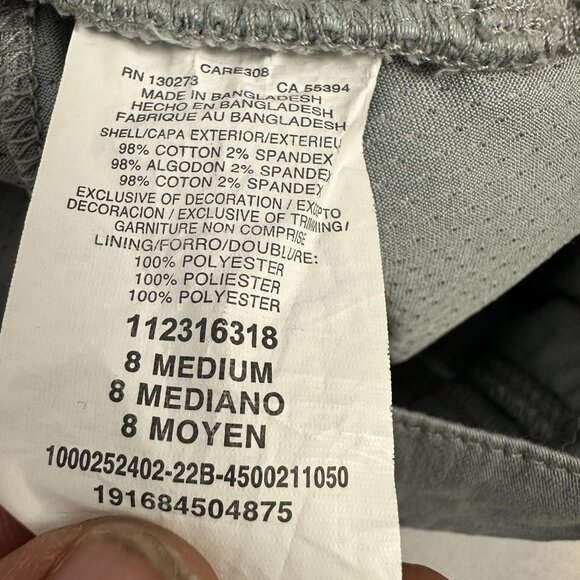 CARE308
RN 130273 CA 55394
MADE IN BANGLADESH
HECHO EN BANGLADESH
FABRIQUE AU BANGLADESH
SHELL/CAPA EXTERIOR/EXTERIEU
98% COTTON 2% SPANDEX
98% ALGODON 2% SPANDEX
98% COTON 2% SPANDEX
EXCLUSIVE OF DECORATION / EXCPTO
DECORACION / EXCLUSIVE OF TRIMMING/
GARNITURE NON COMPRISE
LINING/FORRO/DOUBLURE:
100% POLYESTER
100% POLIESTER
100% POLYESTER
112316318
8 MEDIUM
8 MEDIANO
8 MOYEN
1000252402-22B-4500211050
191684504875